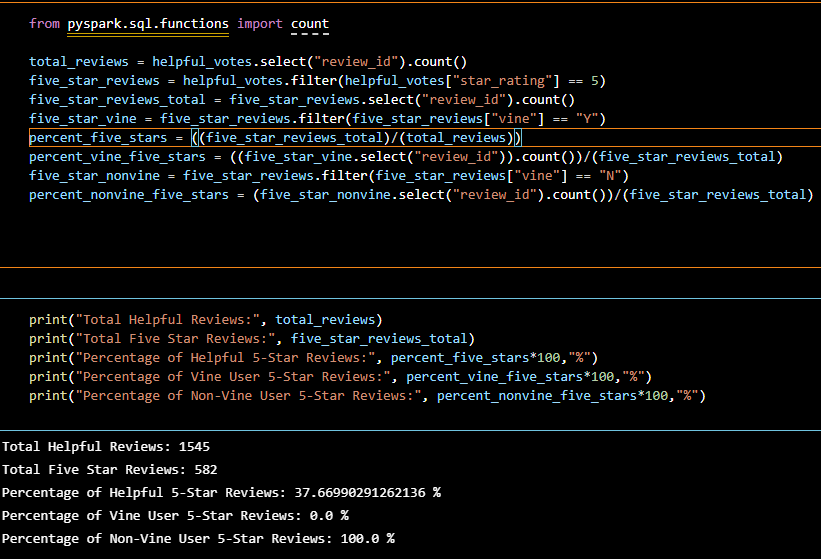 from pyspark.sql.functions import count
total_reviews = helpful_votes.select("review_id").count()
five_star_reviews = helpful_votes.filter(helpful_votes["star_rating"] == 5)
five_star_reviews_total = five_star_reviews.select("review_id").count()
five_star_vine = five_star_reviews.filter(five_star_reviews["vine"] == "Y")
percent_five_stars = ((five_star_reviews_total)/(total_reviews))
percent_vine_five_stars = ((five_star_vine.select("review_id")).count())/(five_star_reviews_total)
five_star_nonvine = five_star_reviews.filter(five_star_reviews["vine"] == "N")
percent_nonvine_five_stars = (five_star_nonvine.select("review_id").count())/(five_star_reviews_total)
print("Total Helpful Reviews:", total_reviews)
print("Total Five Star Reviews:", five_star_reviews_total)
print("Percentage of Helpful 5-Star Reviews:", percent_five_stars*100,"%")
print("Percentage of Vine User 5-Star Reviews:", percent_vine_five_stars*100,"%")
print("Percentage of Non-Vine User 5-Star Reviews:", percent_nonvine_five_stars*100,"%")
Total Helpful Reviews: 1545
Total Five Star Reviews: 582
Percentage of Helpful 5-Star Reviews: 37.66990291262136 %
Percentage of Vine User 5-Star Reviews: 0.0 %
Percentage of Non-Vine User 5-Star Reviews: 100.0 %